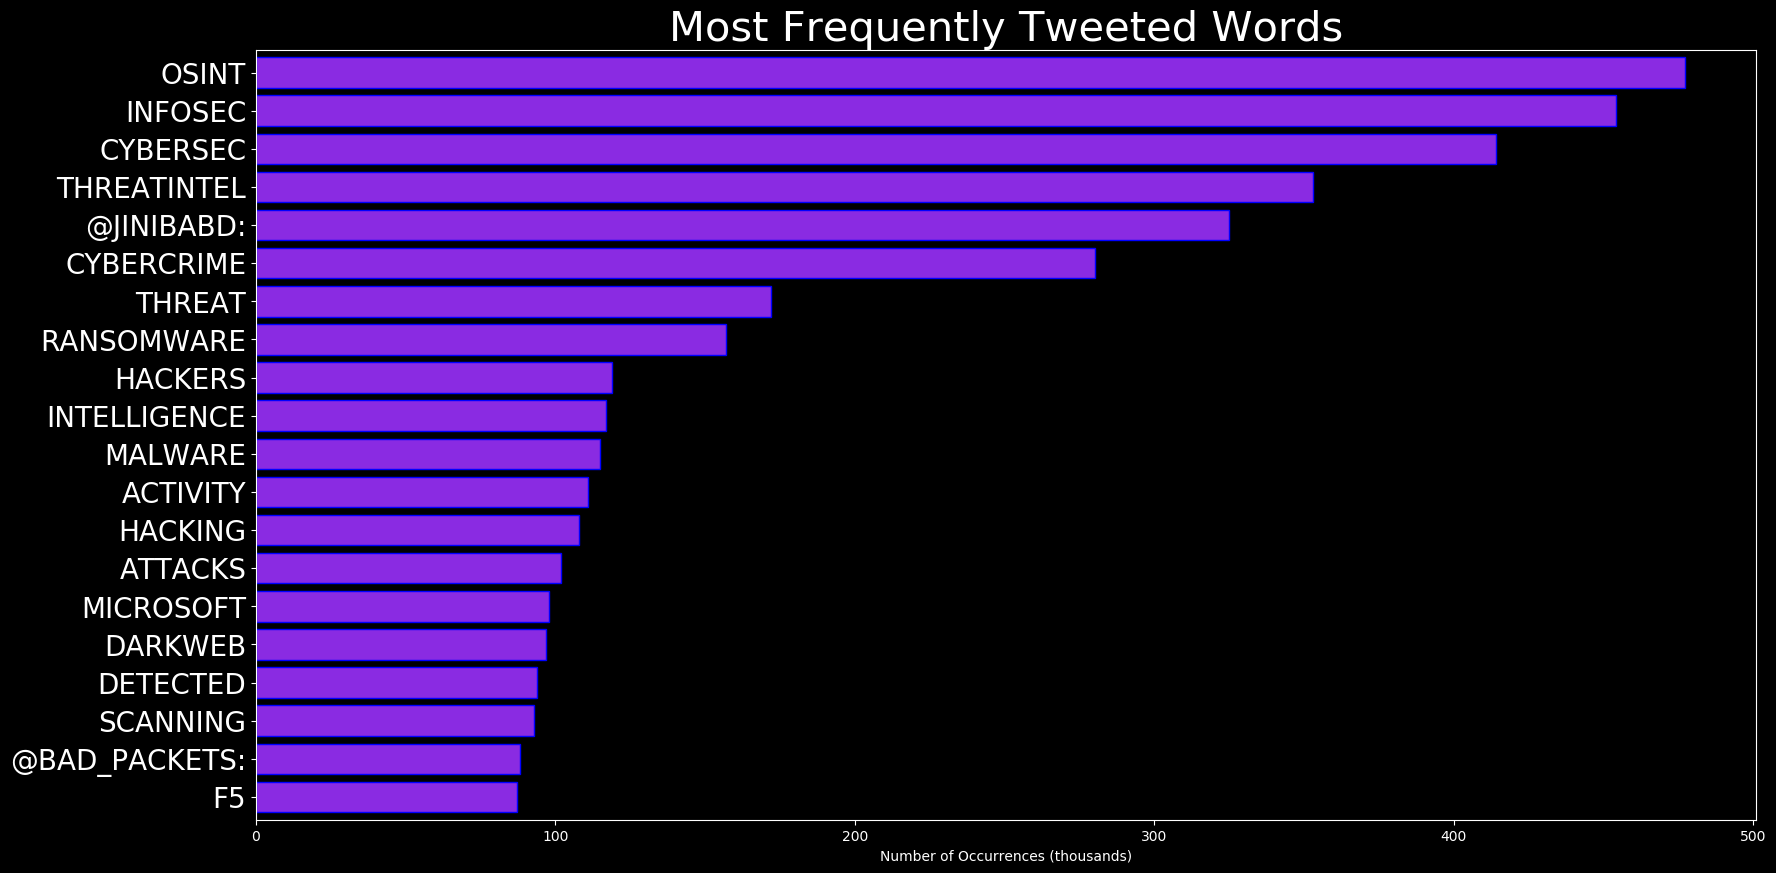 Most Frequently Tweeted Words
OSINT
INFOSEC
CYBERSEC
THREATINTEL
@JINIBABD:
CYBERCRIME
THREAT
RANSOMWARE
HACKERS
INTELLIGENCE
MALWARE
ACTIVITY
HACKING
ATTACKS
MICROSOFT
DARKWEB
DETECTED
SCANNING
@BAD_PACKETS:
F5
0 100 200 300 400 500
Number of Occurrences (thousands)